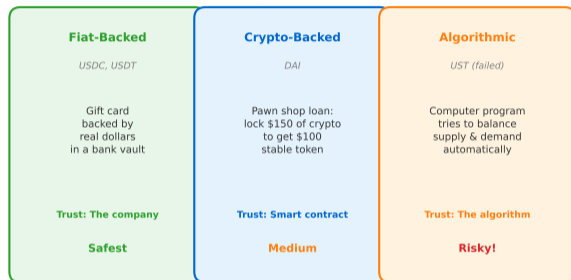 Fiat-Backed
USDC, USDT
Gift card
backed by
real dollars
in a bank vault
Trust: The company
Safest
Crypto-Backed
DAI
Pawn shop loan:
lock $150 of crypto
to get $100
stable token
Trust: Smart contract
Medium
Algorithmic
UST (failed)
Computer program
tries to balance
supply & demand
automatically
Trust: The algorithm
Risky!